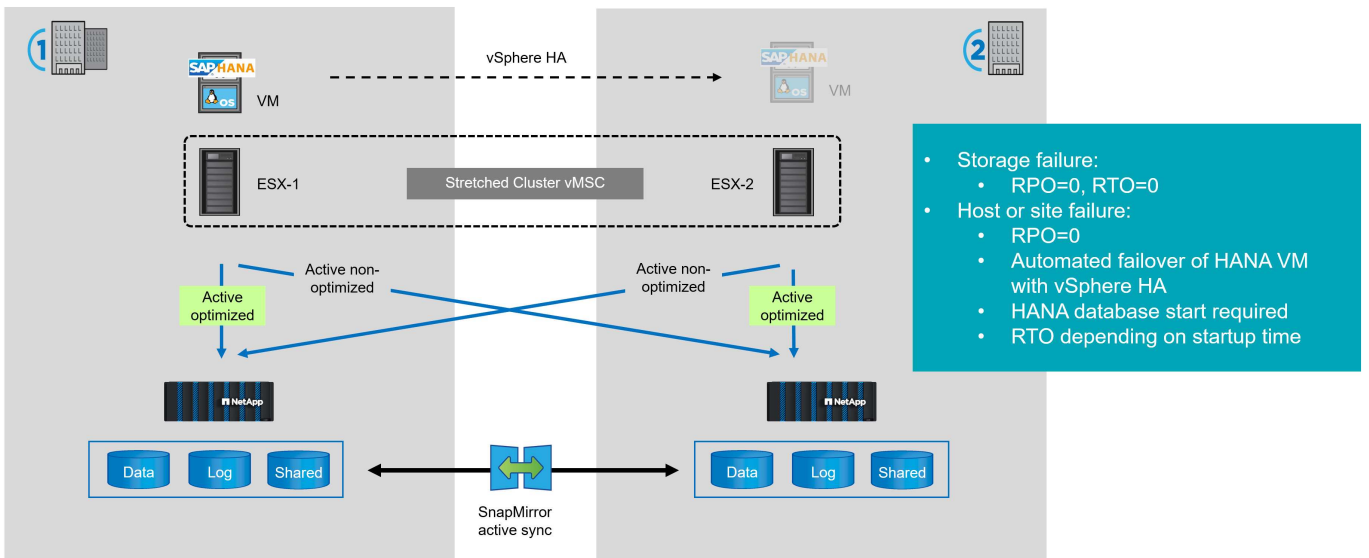 1
vSphere HA
2
SAP HANA
OS
VM
SAP HANA
OS
VM
ESX-1
Stretched Cluster vMSC
ESX-2
• Storage failure:
• RPO=0, RTO=0
• Host or site failure:
• RPO=0
• Automated failover of HANA VM
with vSphere HA
• HANA database start required
• RTO depending on startup time
Active non-
optimized
Active non-
optimized
Active
optimized
Active
optimized
NetApp
NetApp
Data
Log
Shared
Data
Log
Shared
SnapMirror
active sync